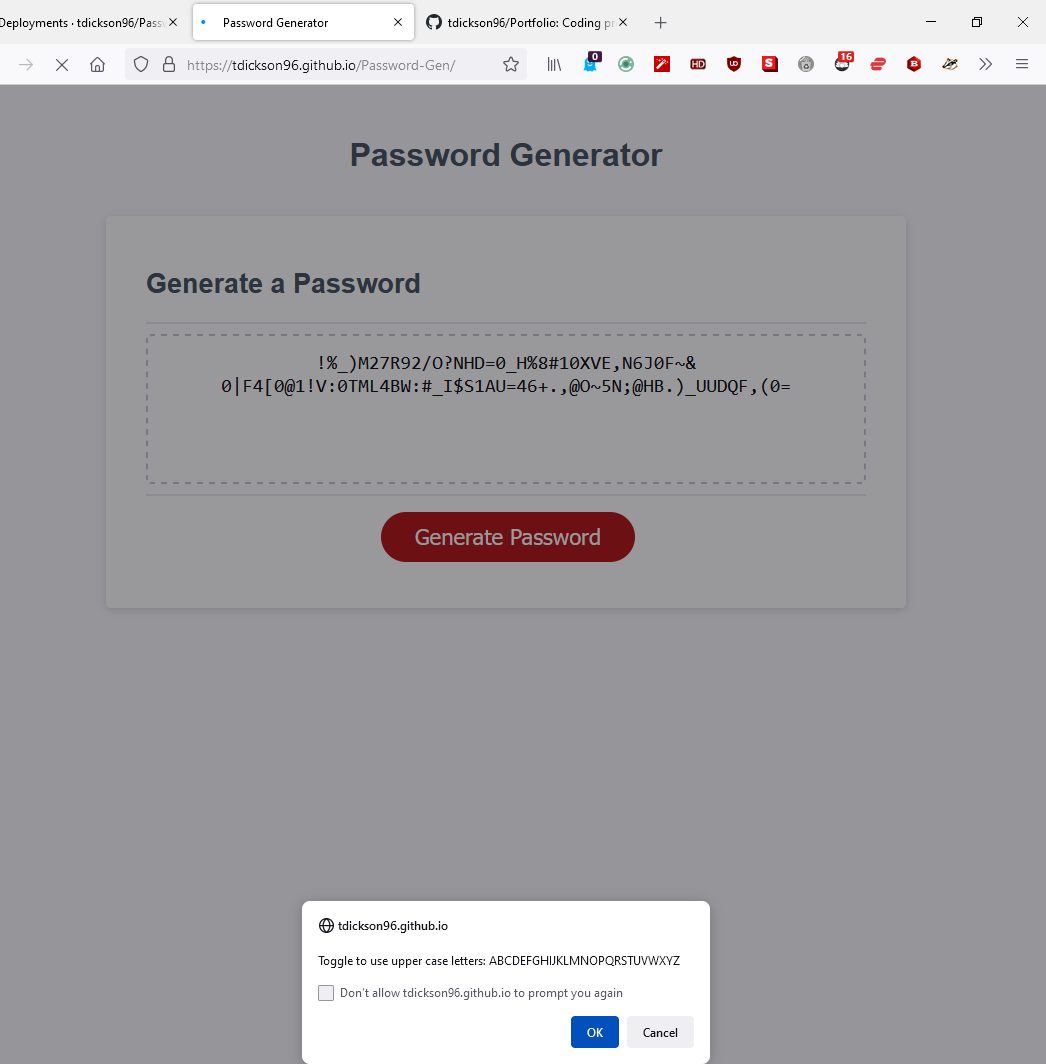 Deployments · tdickson96/Passw
Password Generator
tdickson96/Portfolio: Coding pr
https://tdickson96.github.io/Password-Gen/
0
HD
UD
S
16
B
Password Generator
Generate a Password
!%_)M27R92/O?NHD=0_H%8#10XVE,N6J0F~&
0|F4[0@1!V:0TML4BW:#_I$S1AU=46+.,@O~5N;@HB.)_UUDQF,(0=
Generate Password
tdickson96.github.io
Toggle to use upper case letters: ABCDEFGHIJKLMNOPQRSTUVWXYZ
Don't allow tdickson96.github.io to prompt you again
OK
Cancel